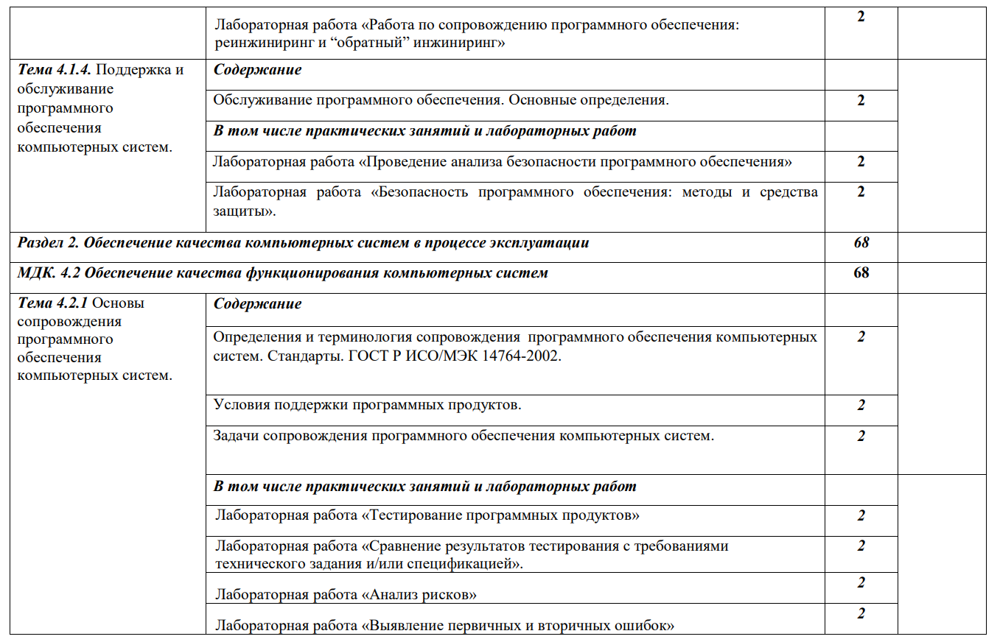 Лабораторная работа «Работа по сопровождению программного обеспечения:
реинжиниринг и “обратный” инжиниринг»
2
Тема 4.1.4. Поддержка и
обслуживание
программного
обеспечения
компьютерных систем.
Содержание
Обслуживание программного обеспечения. Основные определения.
2
В том числе практических занятий и лабораторных работ
Лабораторная работа «Проведение анализа безопасности программного обеспечения»
2
Лабораторная работа «Безопасность программного обеспечения: методы и средства
защиты».
2
Раздел 2. Обеспечение качества компьютерных систем в процессе эксплуатации
68
МДК. 4.2 Обеспечение качества функционирования компьютерных систем
68
Тема 4.2.1 Основы
сопровождения
программного
обеспечения
компьютерных систем.
Содержание
Определения и терминология сопровождения программного обеспечения компьютерных
систем. Стандарты. ГОСТ Р ИСО/МЭК 14764-2002.
2
Условия поддержки программных продуктов.
2
Задачи сопровождения программного обеспечения компьютерных систем.
2
В том числе практических занятий и лабораторных работ
Лабораторная работа «Тестирование программных продуктов»
2
Лабораторная работа «Сравнение результатов тестирования с требованиями
технического задания и/или спецификацией».
2
Лабораторная работа «Анализ рисков»
2
Лабораторная работа «Выявление первичных и вторичных ошибок»
2